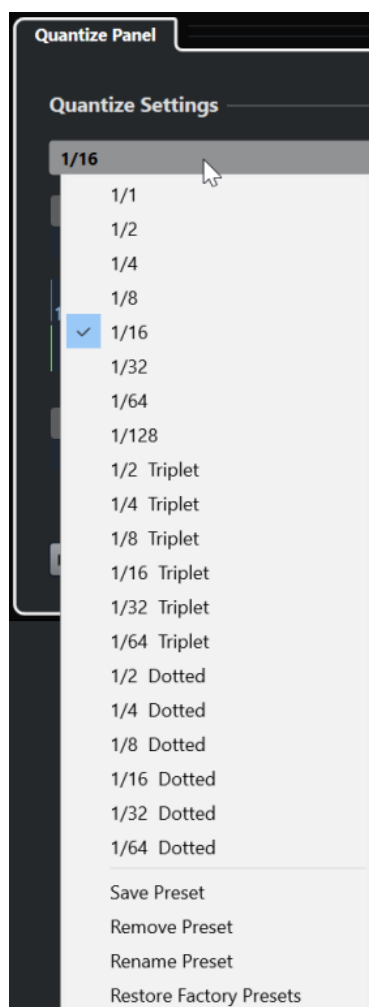 Quantize Panel
Quantize Settings
1/16
1/1
1/2
1/4
1/8
1/16
1/32
1/64
1/128
1/2 Triplet
1/4 Triplet
1/8 Triplet
1/16 Triplet
1/32 Triplet
1/64 Triplet
1/2 Dotted
1/4 Dotted
1/8 Dotted
1/16 Dotted
1/32 Dotted
1/64 Dotted
Save Preset
Remove Preset
Rename Preset
Restore Factory Presets